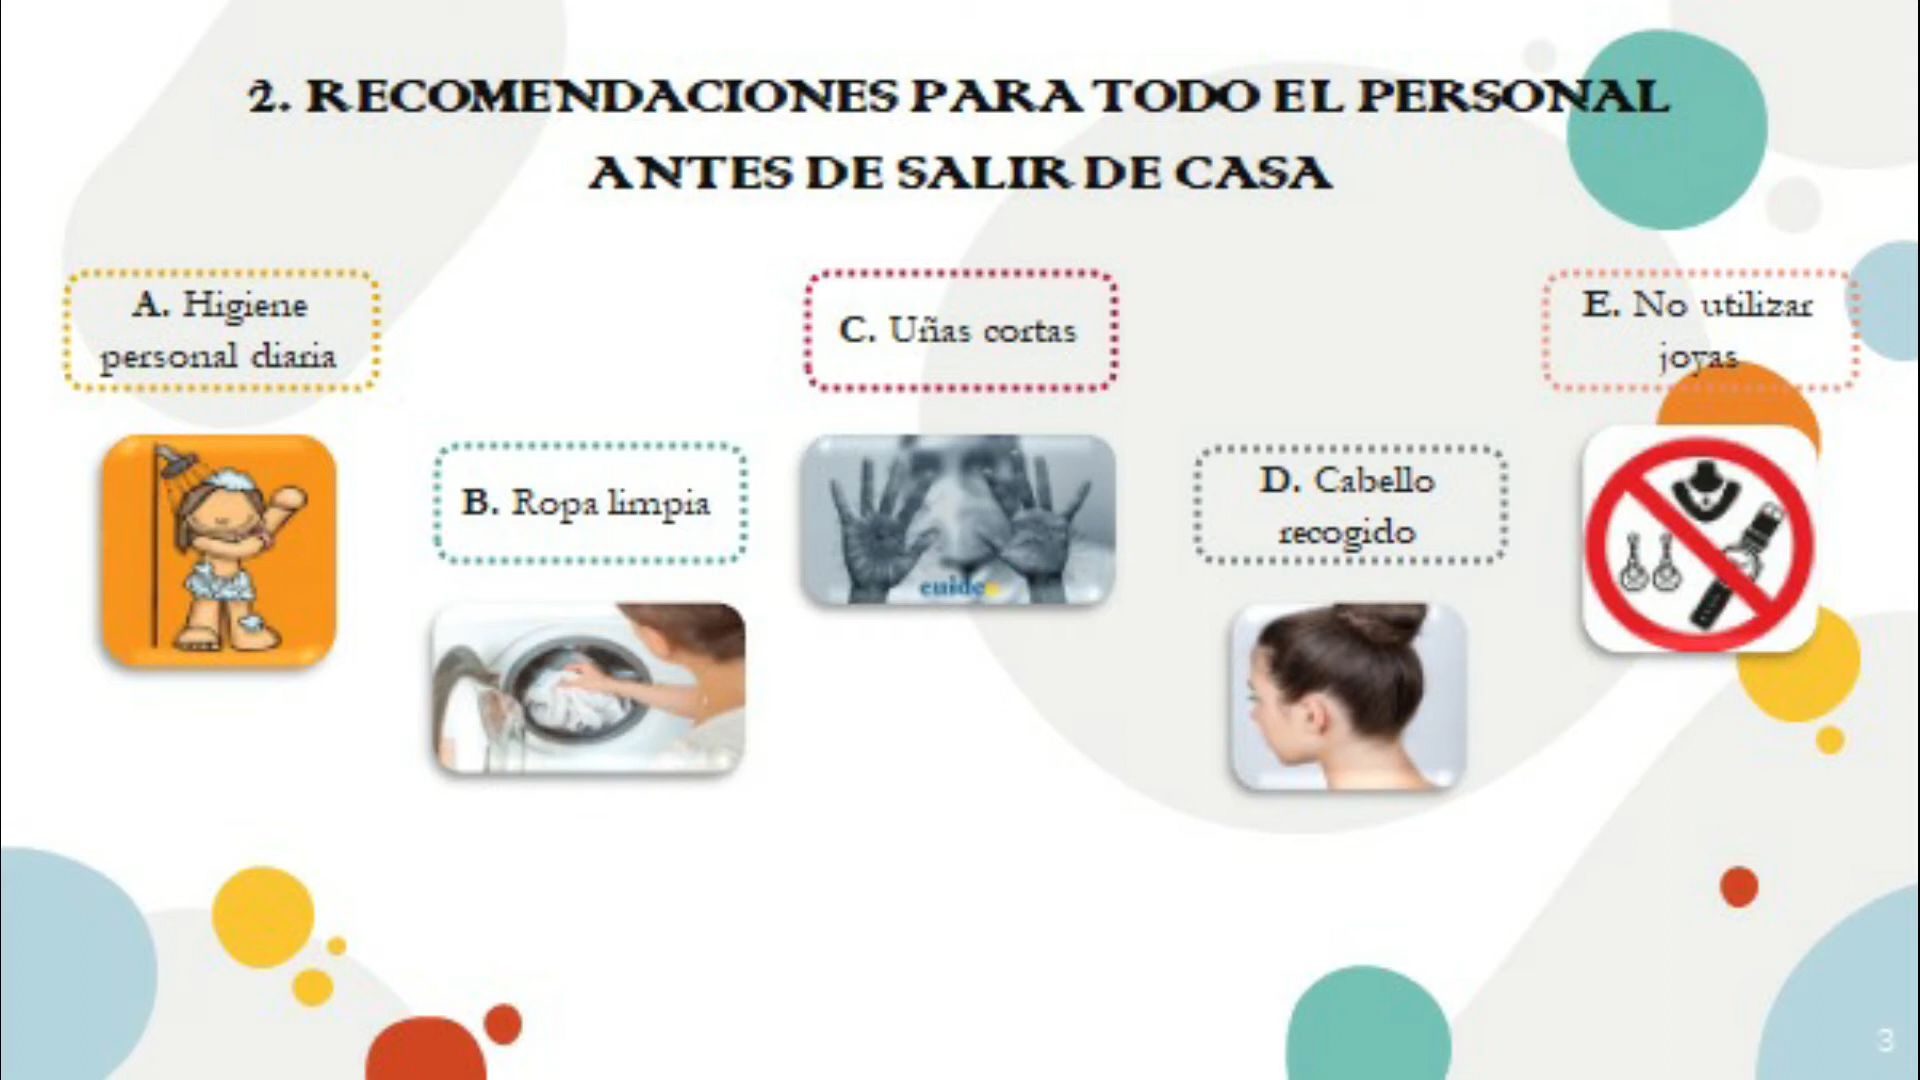 2. RECOMENDACIONES PARA TODO EL PERSONAL
ANTES DE SALIR DE CASA
A. Higiene
personal diaria
B. Ropa limpia
C. Uñas cortas
D. Cabello
recogido
E. No utilizar
joyas
3